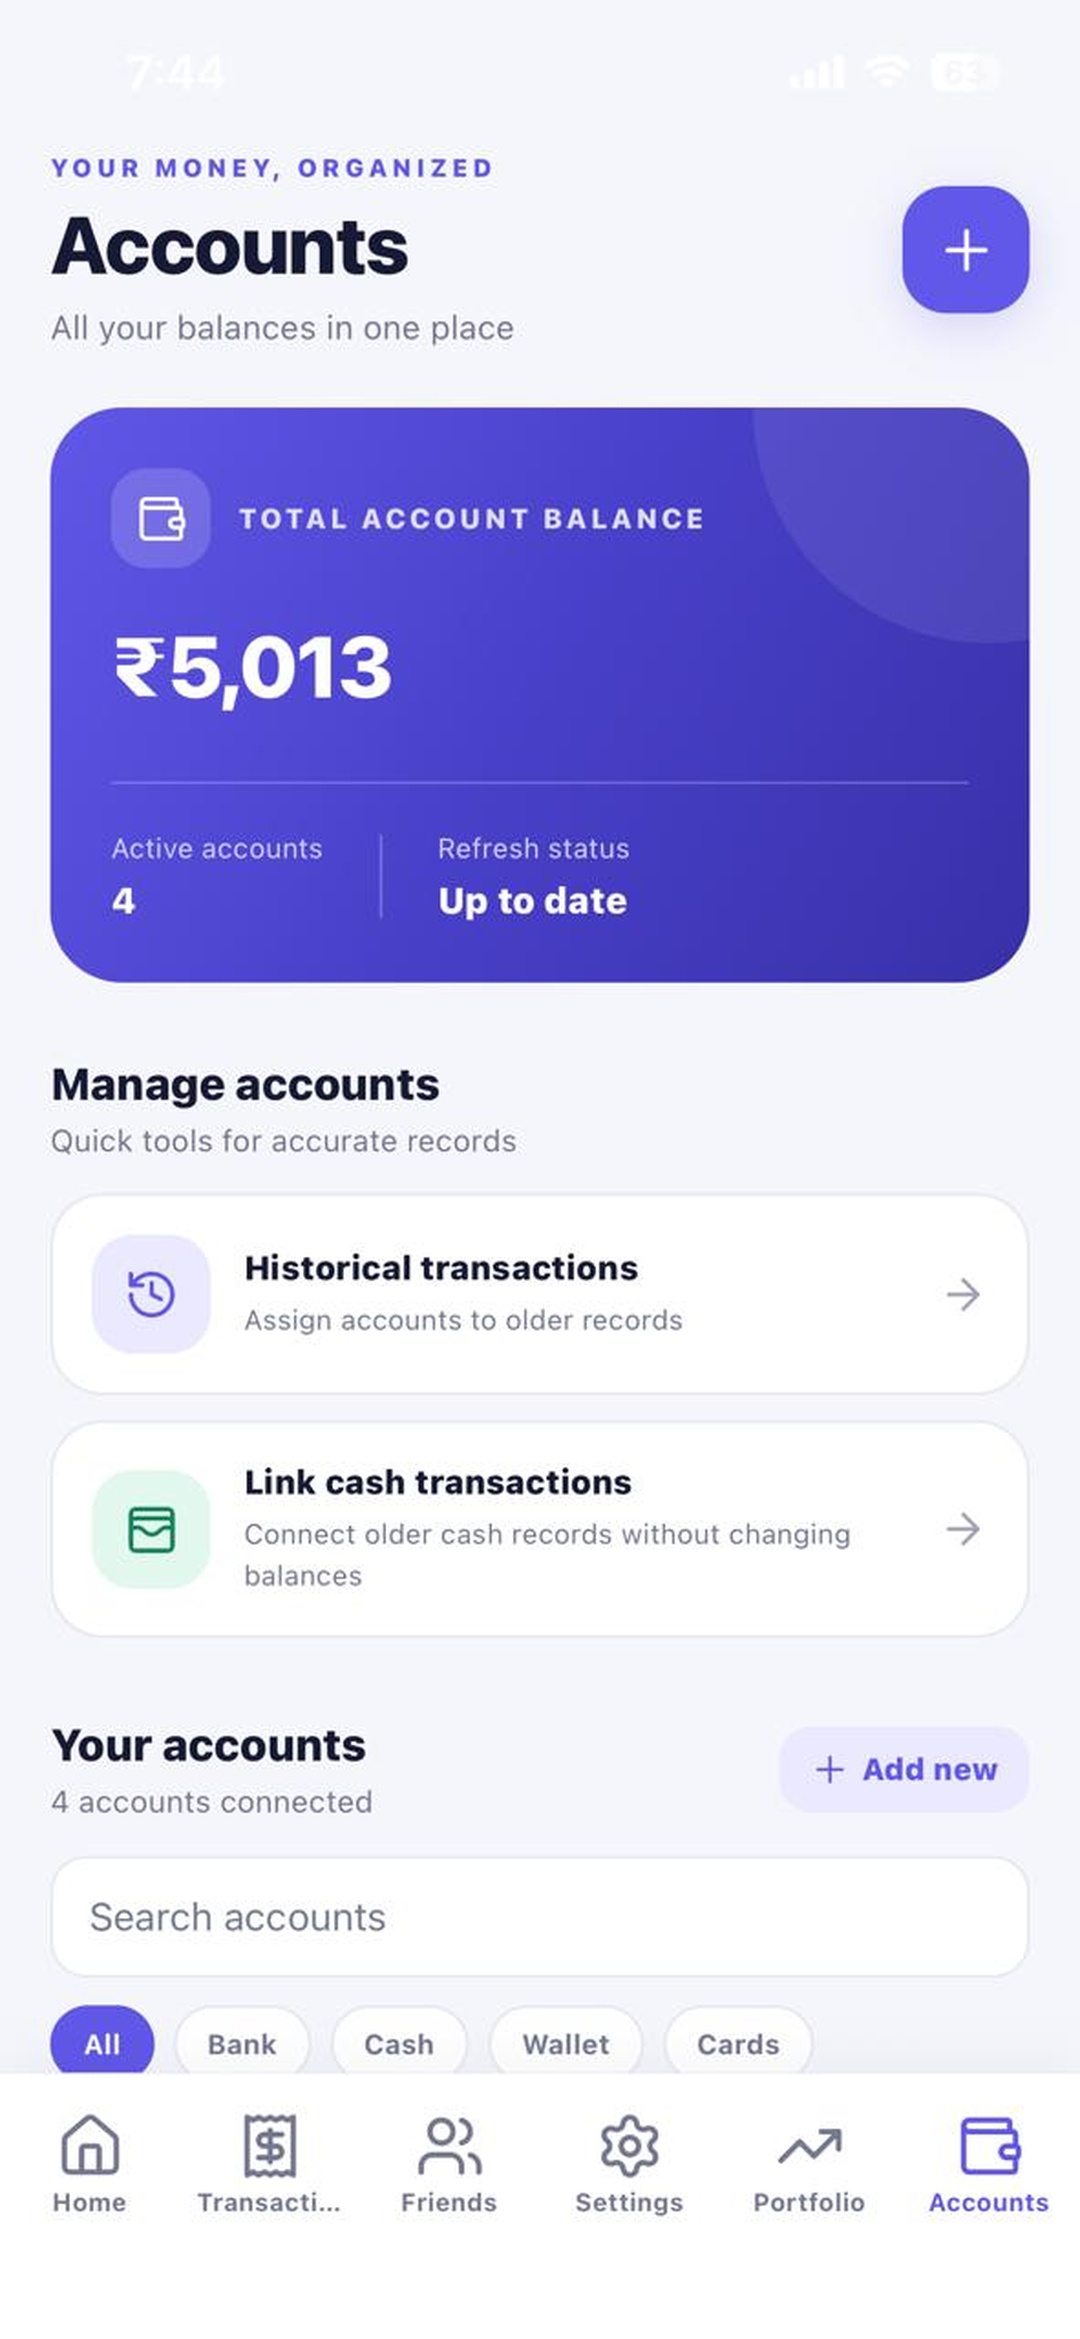 7:44
63
YOUR MONEY, ORGANIZED
Accounts
All your balances in one place
TOTAL ACCOUNT BALANCE
₹5,013
Active accounts
4
Refresh status
Up to date
Manage accounts
Quick tools for accurate records
Historical transactions
Assign accounts to older records
Link cash transactions
Connect older cash records without changing
balances
Your accounts
4 accounts connected
Add new
Search accounts
All
Bank
Cash
Wallet
Cards
Home
Transacti...
Friends
Settings
Portfolio
Accounts